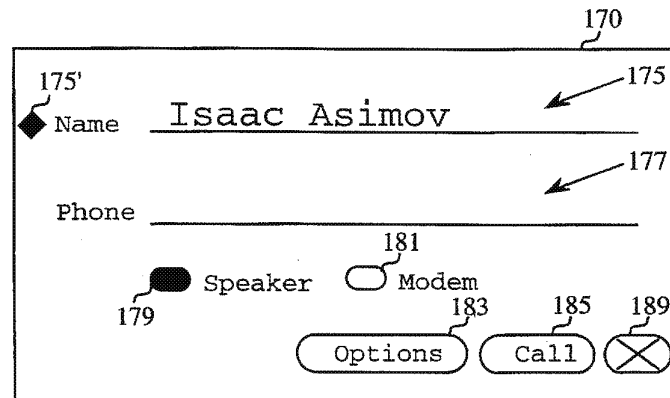 170
175' 175
Name Isaac Asimov
177
Phone
181
Speaker Modem
179 183 185 189
Options Call